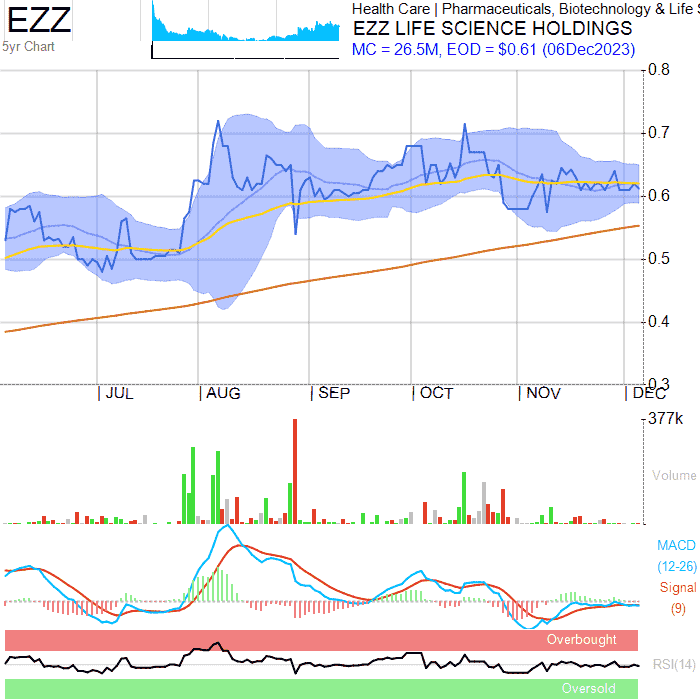 EZZ
5yr Chart
Health Care | Pharmaceuticals, Biotechnology & Life
EZZ LIFE SCIENCE HOLDINGS
MC = 26.5M, EOD = $0.61 (06Dec2023)
0.8
0.7
0.6
0.5
0.4
0.3
JUL AUG SEP OCT NOV DEC
377k
Volume
MACD
(12-26)
Signal
(9)
Overbought
RSI(14)
Oversold